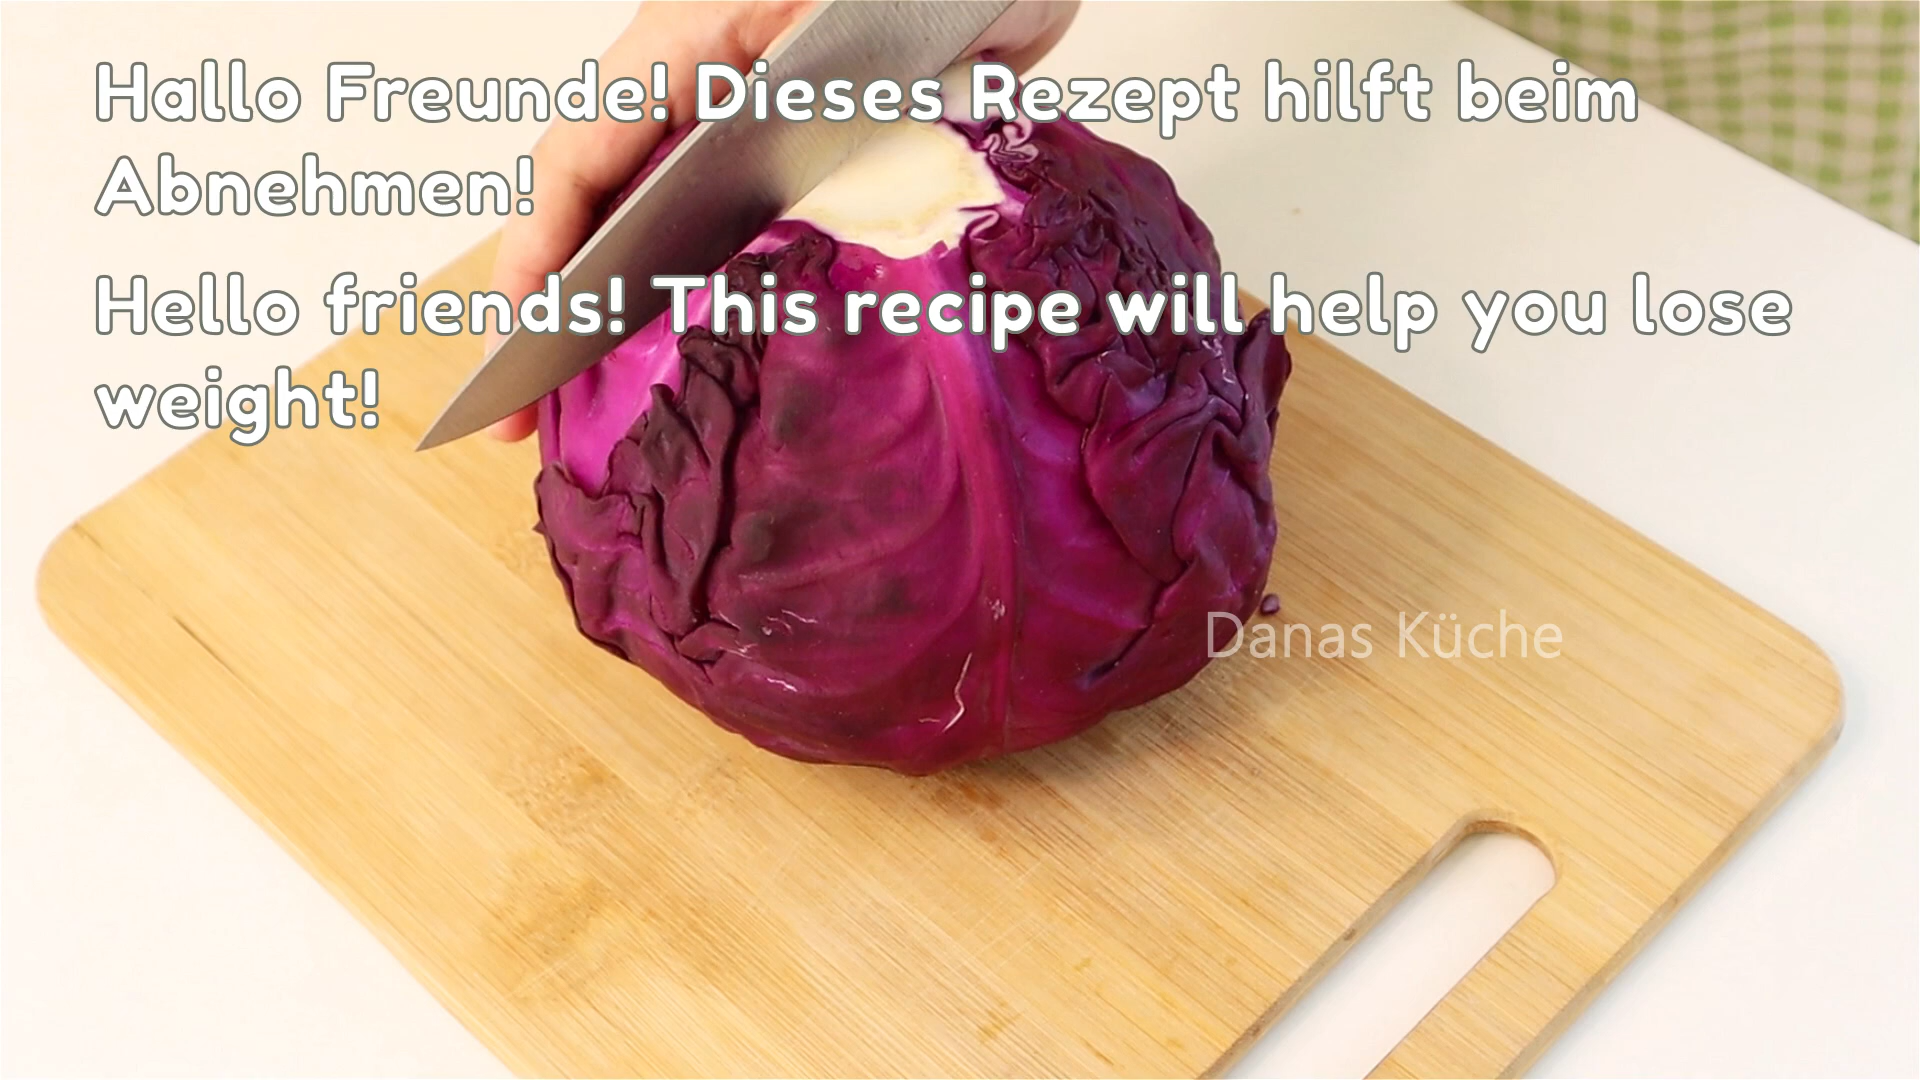 Hallo Freunde! Dieses Rezept hilft beim
Abnehmen!
Hello friends! This recipe will help you lose
weight!
Danas Küche